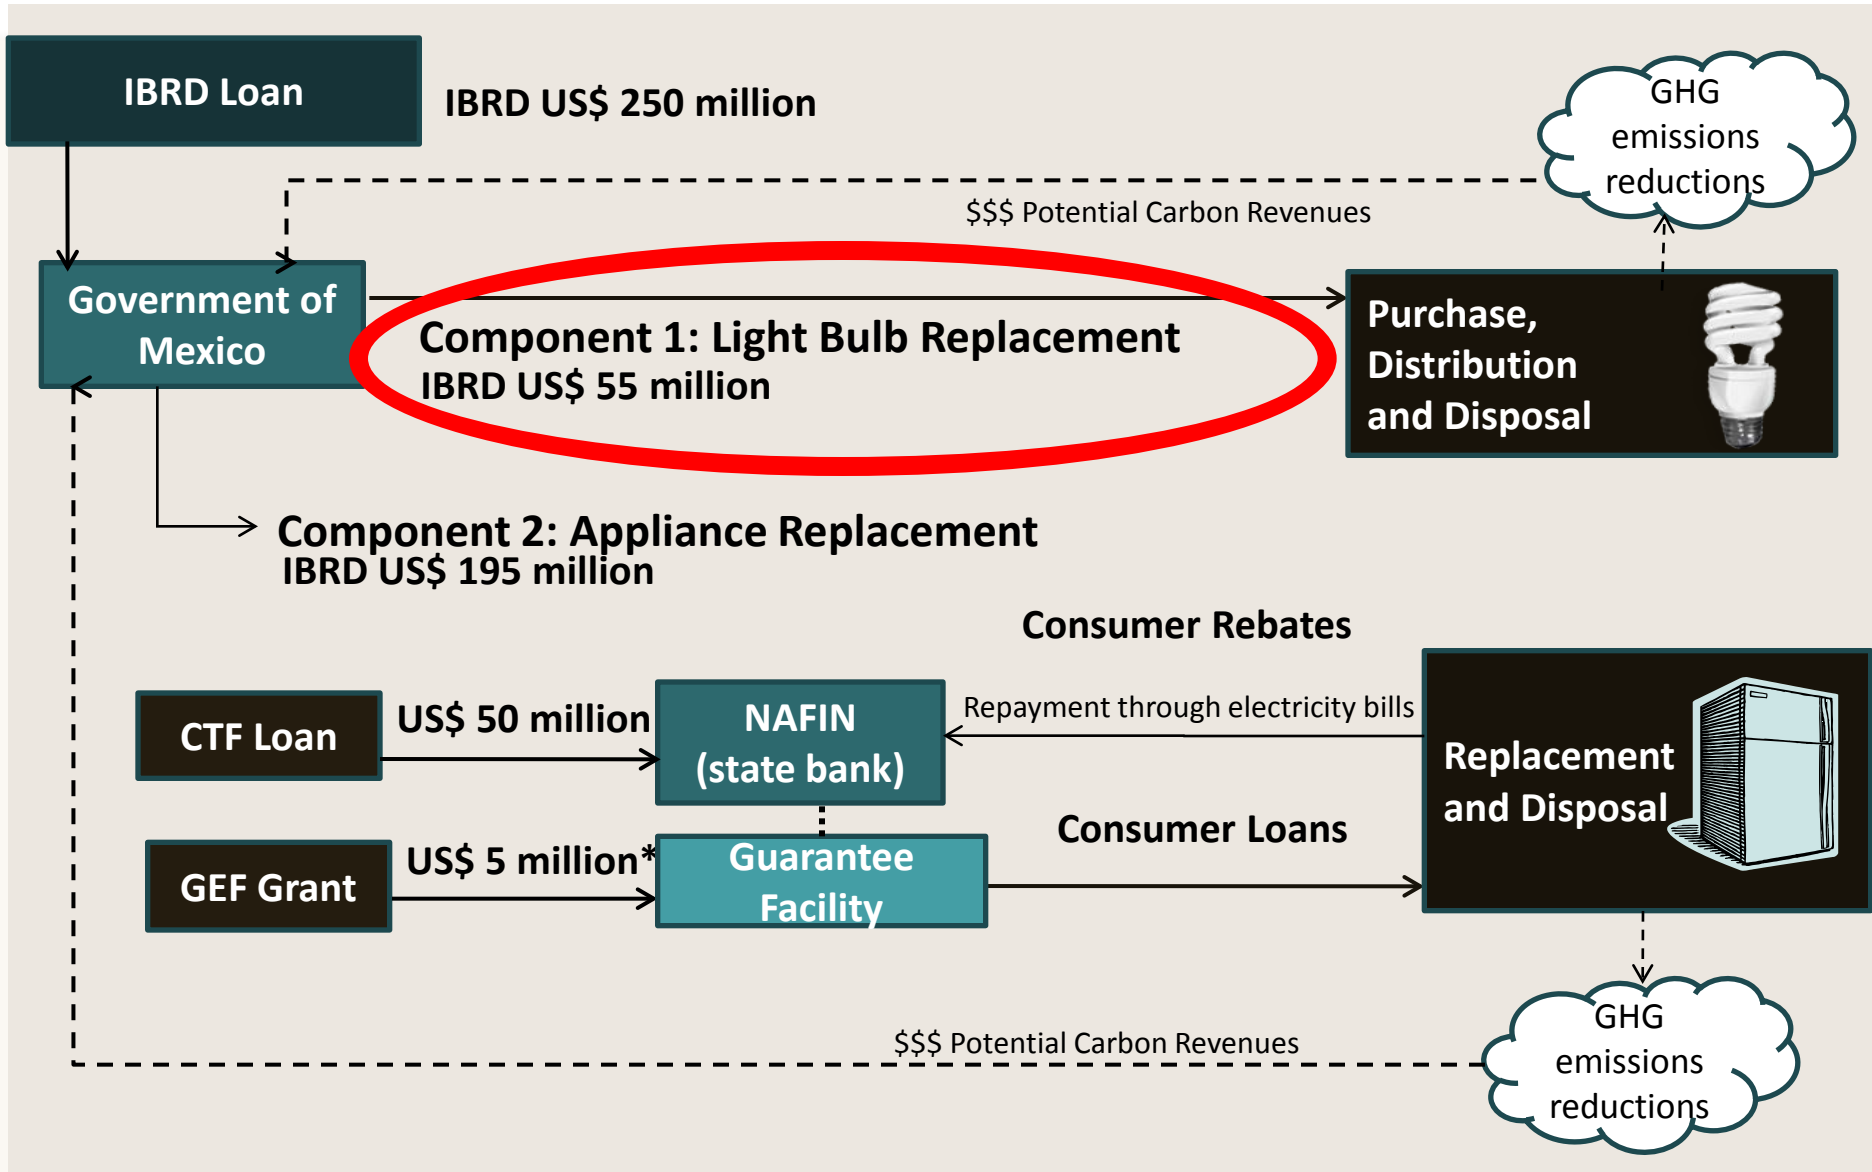 IBRD Loan
IBRD US$ 250 million
GHG
emissions
reductions
$$$ Potential Carbon Revenues
Government of
Mexico
Component 1: Light Bulb Replacement
IBRD US$ 55 million
Purchase,
Distribution
and Disposal
Component 2: Appliance Replacement
IBRD US$ 195 million
Consumer Rebates
CTF Loan
US$ 50 million
NAFIN
(state bank)
Repayment through electricity bills
Replacement
and Disposal
GEF Grant
US$ 5 million*
Guarantee
Facility
Consumer Loans
$$$ Potential Carbon Revenues
GHG
emissions
reductions